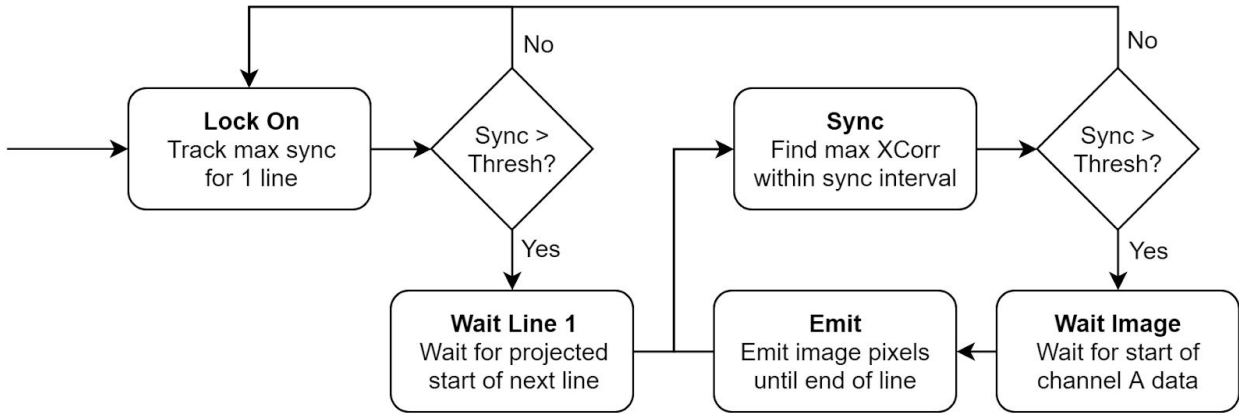 No
No
Lock On
Track max sync
for 1 line
Sync >
Thresh?
Sync
Find max XCorr
within sync interval
Sync >
Thresh?
Yes
Yes
Wait Line 1
Wait for projected
start of next line
Emit
Emit image pixels
until end of line
Wait Image
Wait for start of
channel A data